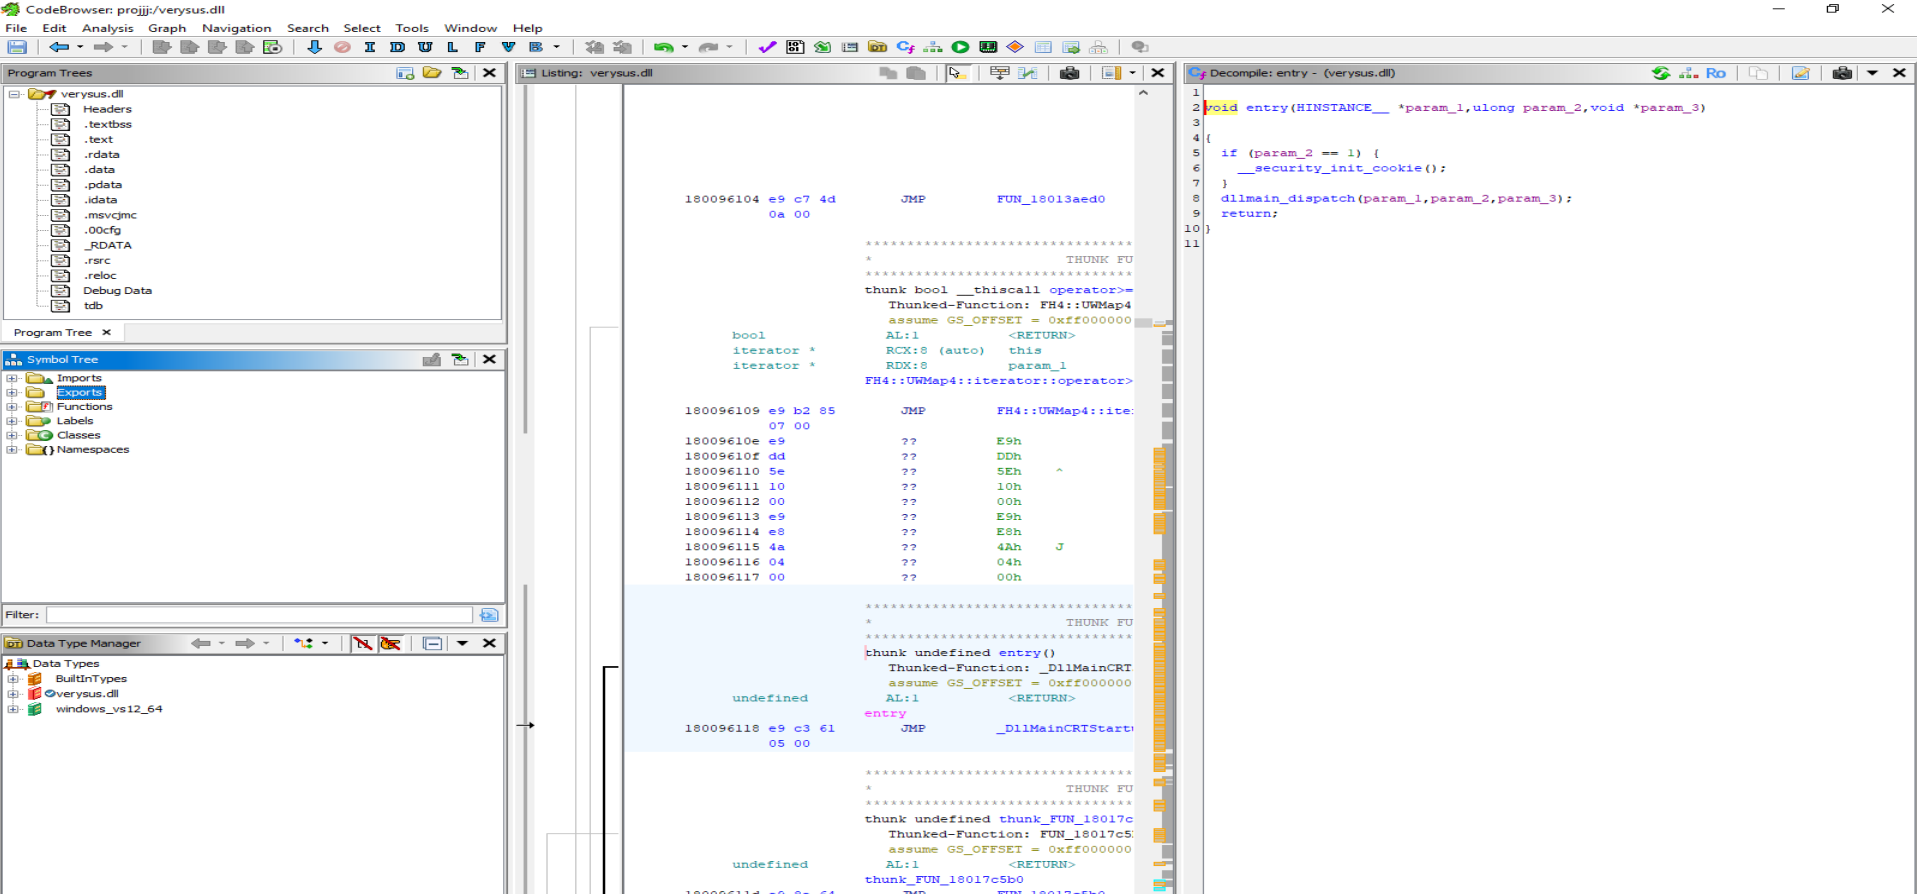 CodeBrowser: projjj:/verysus.dll
File Edit Analysis Graph Navigation Search Select Tools Window Help
I D U L F V B
Program Trees
verysus.dll
Headers
.textbss
.text
.rdata
.data
.pdata
.idata
.msvcjmc
.00cfg
_RDATA
.rsrc
.reloc
Debug Data
tdb
Program Tree
Symbol Tree
Imports
Exports
Functions
Labels
Classes
Namespaces
Filter:
Data Type Manager
Data Types
BuiltInTypes
verysus.dll
windows_vs12_64
Listing: verysus.dll
180096104 e9 c7 4d JMP FUN_18013aed0
0a 00
********************************
* THUNK FU
********************************
thunk bool __thiscall operator>=
Thunked-Function: FH4::UWMap4
assume GS_OFFSET = 0xff000000
bool AL:1 <RETURN>
iterator * RCX:8 (auto) this
iterator * RDX:8 param_1
FH4::UWMap4::iterator::operator>
180096109 e9 b2 85 JMP FH4::UWMap4::ite
07 00
18009610e e9 ?? E9h
18009610f dd ?? DDh
180096110 5e ?? 5Eh ^
180096111 10 ?? 10h
180096112 00 ?? 00h
180096113 e9 ?? E9h
180096114 e8 ?? E8h
180096115 4a ?? 4Ah J
180096116 04 ?? 04h
180096117 00 ?? 00h
********************************
* THUNK FU
********************************
thunk undefined entry()
Thunked-Function: _DllMainCRT
assume GS_OFFSET = 0xff000000
undefined AL:1 <RETURN>
entry
180096118 e9 c3 61 JMP _DllMainCRTStart
05 00
********************************
* THUNK FU
********************************
thunk undefined thunk_FUN_18017c
Thunked-Function: FUN_18017c5
assume GS_OFFSET = 0xff000000
undefined AL:1 <RETURN>
thunk_FUN_18017c5b0
Decompile: entry - (verysus.dll)
Ro
1
2 void entry(HINSTANCE__ *param_1,ulong param_2,void *param_3)
3
4 {
5 if (param_2 == 1) {
6 __security_init_cookie();
7 }
8 dllmain_dispatch(param_1,param_2,param_3);
9 return;
10 }
11